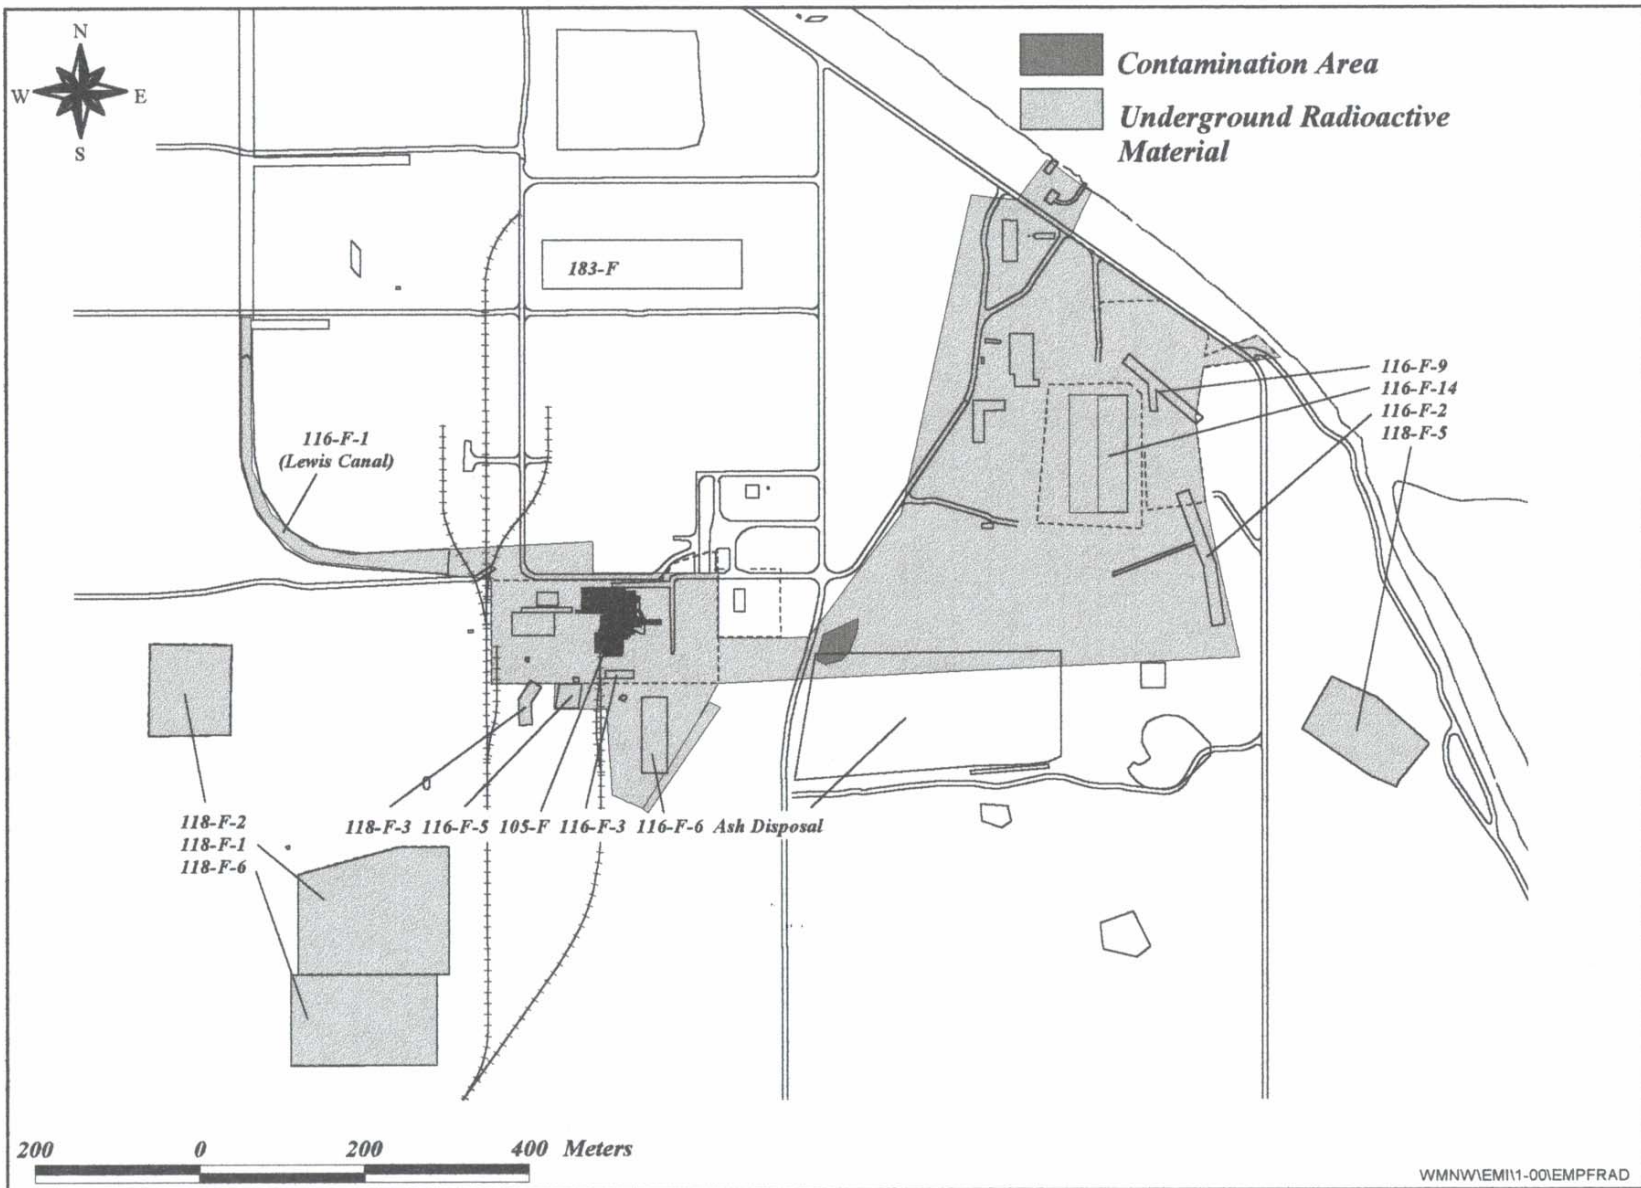 N
W E
S
Contamination Area
Underground Radioactive
Material
183-F
116-F-9
116-F-14
116-F-2
118-F-5
116-F-1
(Lewis Canal)
118-F-2
118-F-1
118-F-6
118-F-3 116-F-5 105-F 116-F-3 116-F-6 Ash Disposal
200 0 200 400 Meters
WMNW\EMI\1-00\EMPFRAD